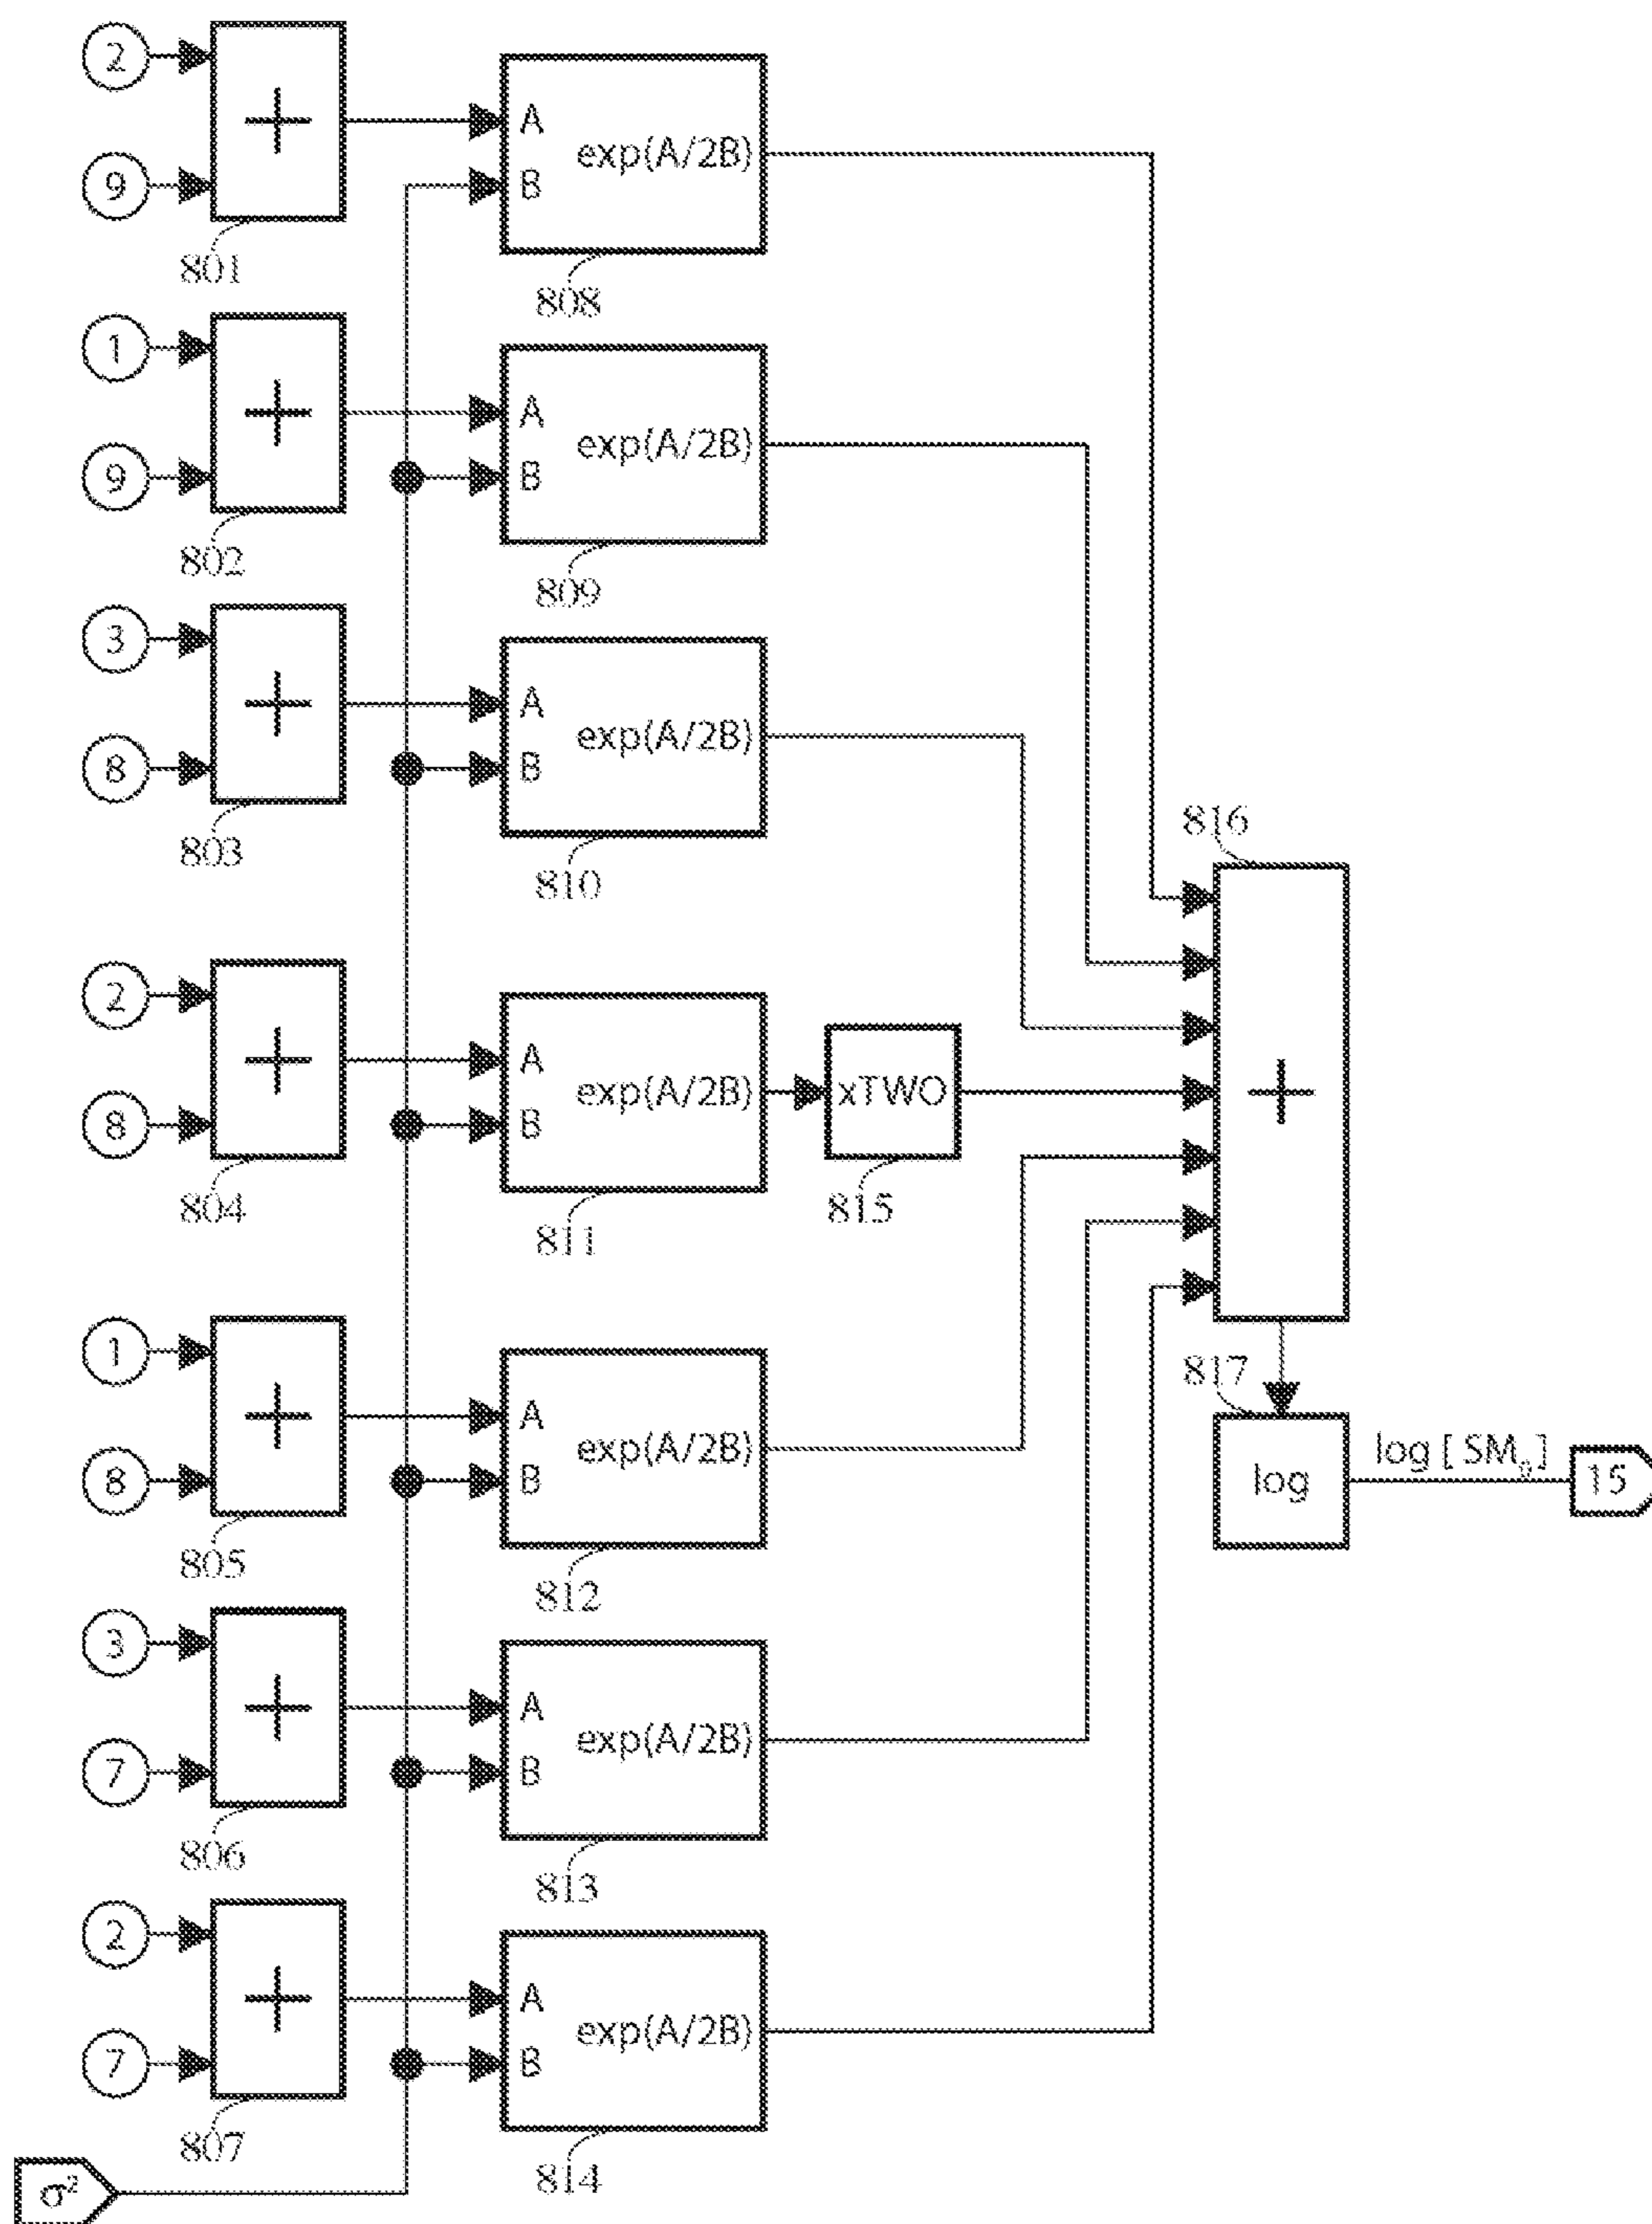 2
9
+
801
A
B
exp(A/2B)
808
1
9
+
802
A
B
exp(A/2B)
809
3
8
+
803
A
B
exp(A/2B)
810
2
8
+
804
A
B
exp(A/2B)
811
xTWO
815
816
+
1
8
+
805
A
B
exp(A/2B)
812
817
log
log [ SM₀]
15
3
7
+
806
A
B
exp(A/2B)
813
2
7
+
807
A
B
exp(A/2B)
814
σ²